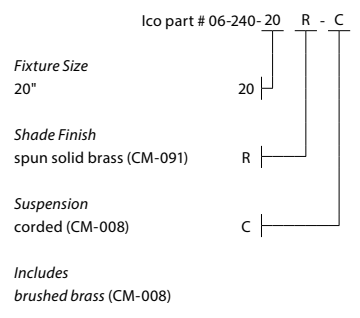 Ico part # 06-240-20 R - C
Fixture Size
20" 20
Shade Finish
spun solid brass (CM-091) R
Suspension
corded (CM-008) C
Includes
brushed brass (CM-008)